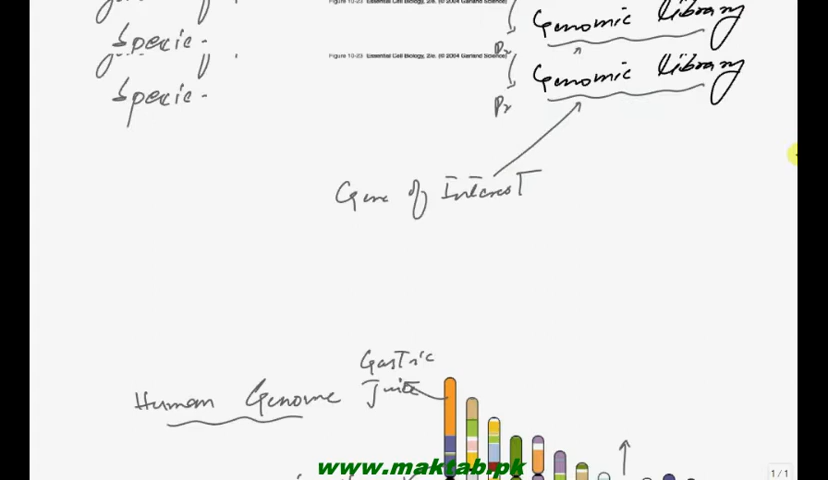 Figure 10-23 Essential Cell Biology, 2/e. (© 2004 Garland Science)
Genomic library
Specie.
Figure 10-23 Essential Cell Biology, 2/e. (© 2004 Garland Science)
Genomic library
Specie.
Pr
Gene of Interest
Gastric
Human Genome Juice
www.maktab.pk
1 / 1